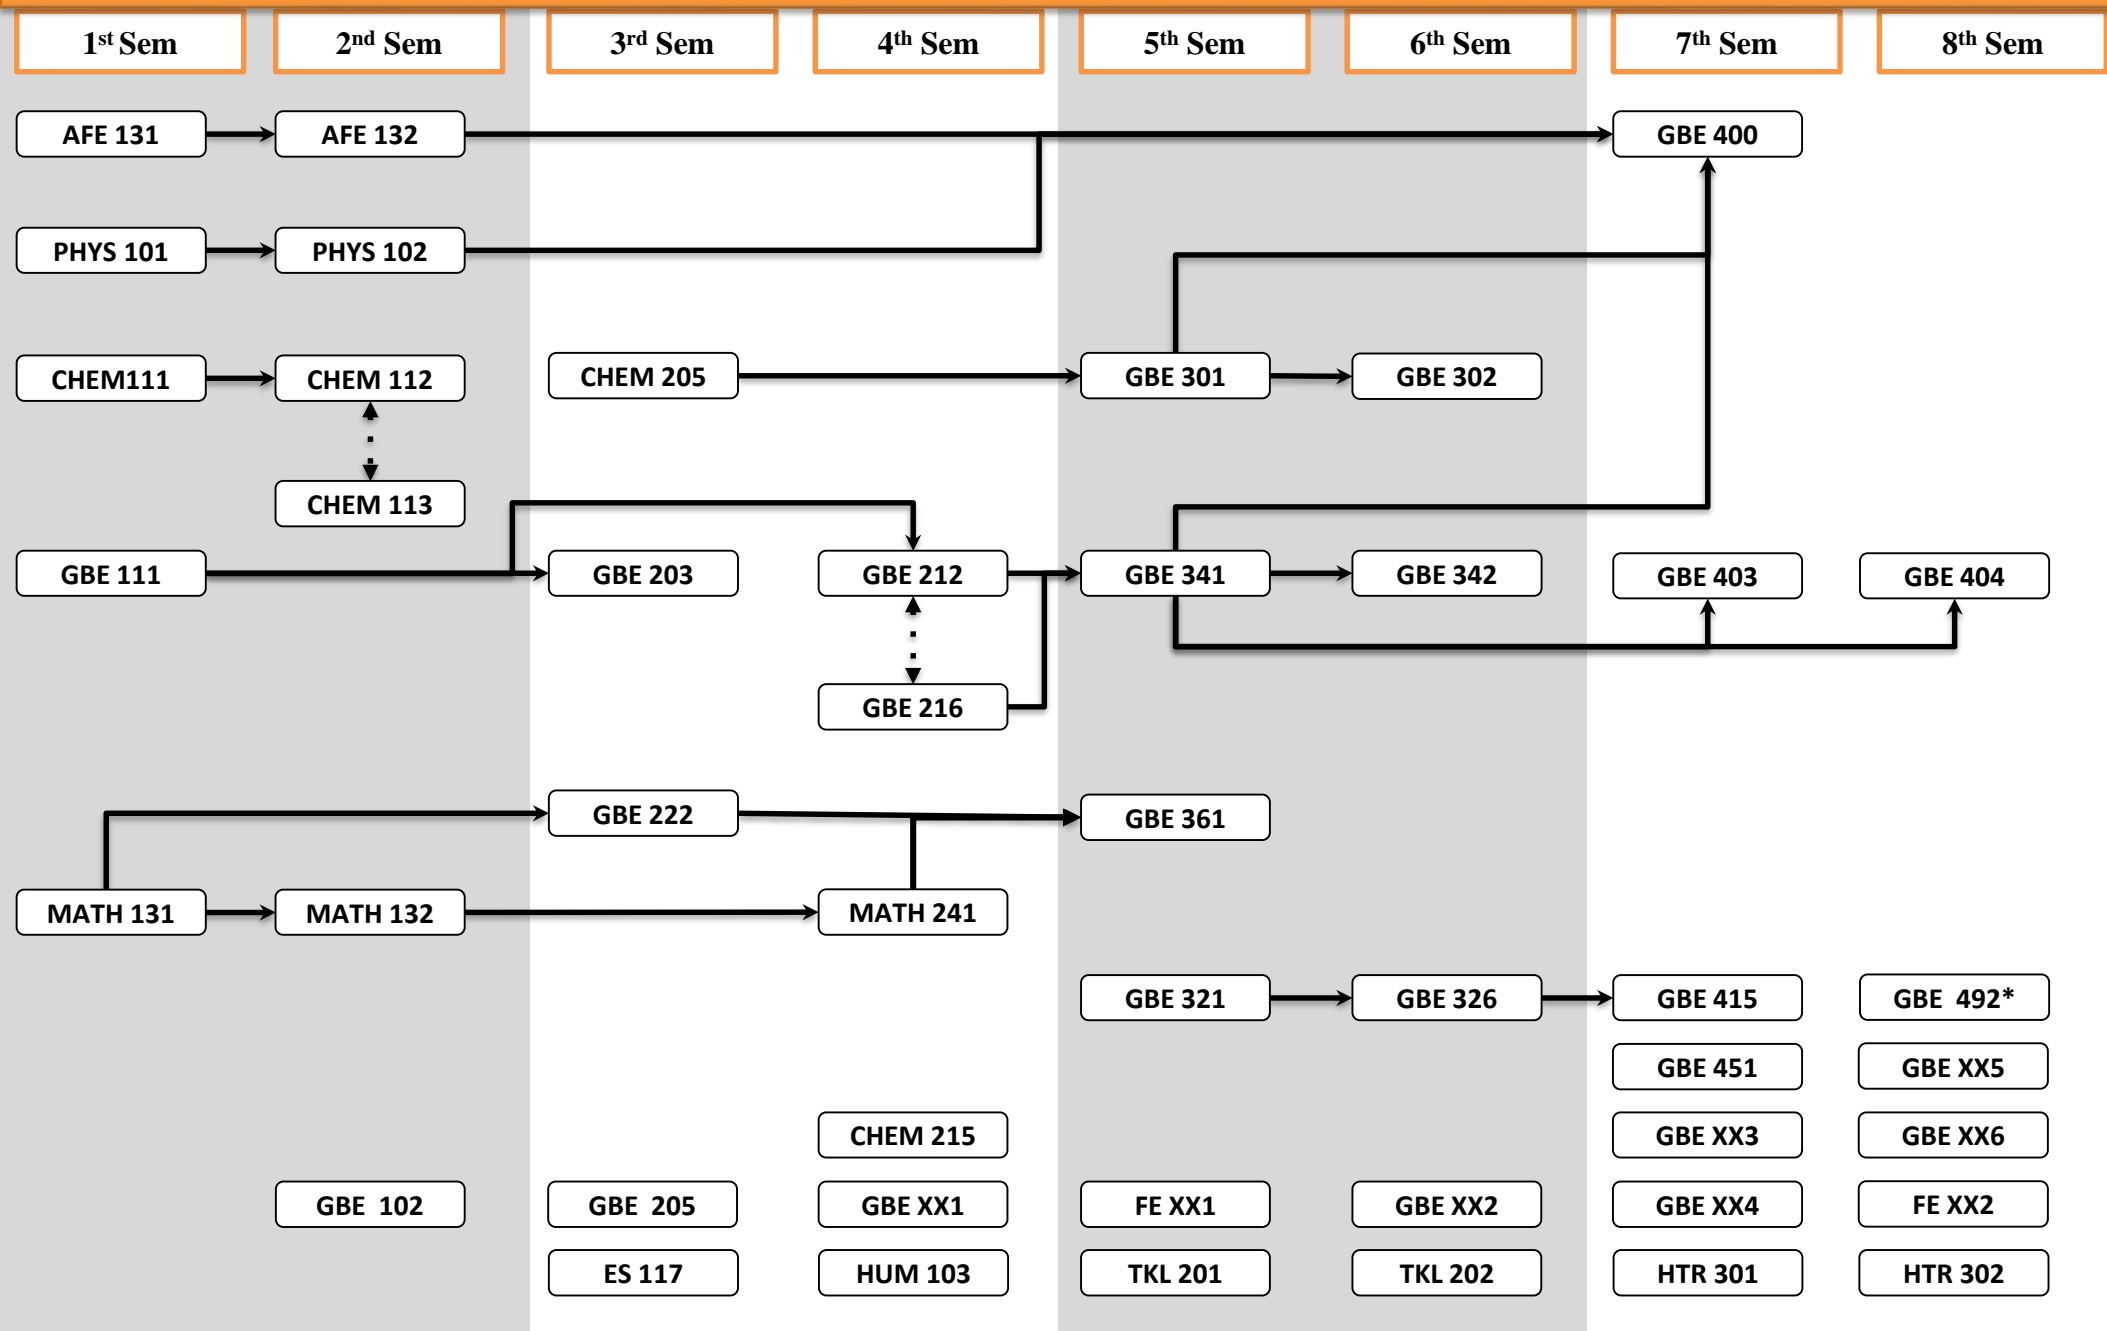 1st Sem 2nd Sem 3rd Sem 4th Sem 5th Sem 6th Sem 7th Sem 8th Sem
AFE 131 AFE 132 GBE 400
PHYS 101 PHYS 102
CHEM111 CHEM 112 CHEM 205 GBE 301 GBE 302
CHEM 113
GBE 111 GBE 203 GBE 212 GBE 341 GBE 342 GBE 403 GBE 404
GBE 216
GBE 222 GBE 361
MATH 131 MATH 132 MATH 241
GBE 321 GBE 326 GBE 415 GBE 492*
GBE 451 GBE XX5
CHEM 215 GBE XX3 GBE XX6
GBE 102 GBE 205 GBE XX1 FE XX1 GBE XX2 GBE XX4 FE XX2
ES 117 HUM 103 TKL 201 TKL 202 HTR 301 HTR 302